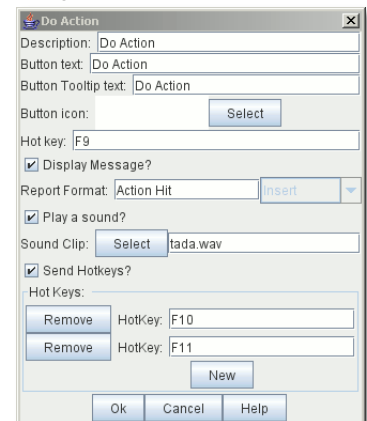 Do Action
Description: Do Action
Button text: Do Action
Button Tooltip text: Do Action
Button icon: Select
Hot key: F9
Display Message?
Report Format: Action Hit Insert
Play a sound?
Sound Clip: Select tada.wav
Send Hotkeys?
Hot Keys:
Remove HotKey: F10
Remove HotKey: F11
New
Ok Cancel Help